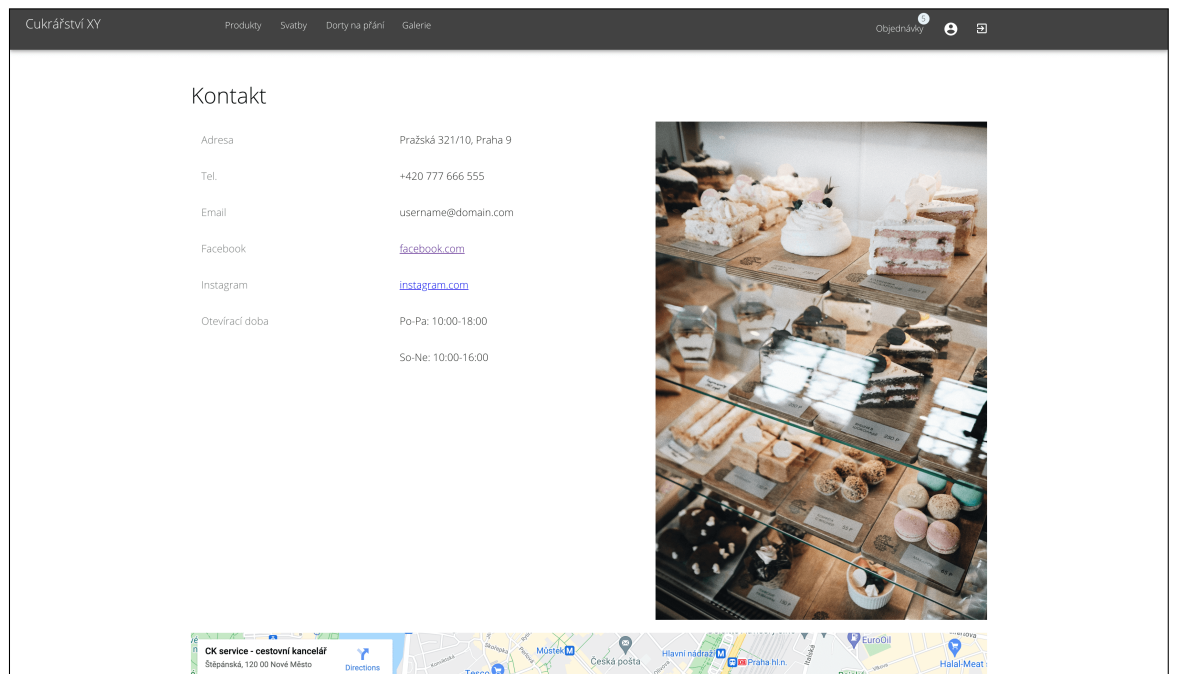 Cukrářství XY
Produkty Svatby Dorty na přání Galerie
Objednávky 5
Kontakt
Adresa Pražská 321/10, Praha 9
Tel. +420 777 666 555
Email username@domain.com
Facebook facebook.com
Instagram instagram.com
Otevírací doba Po-Pa: 10:00-18:00
So-Ne: 10:00-16:00
CK service - cestovní kancelář
Štěpánská, 120 00 Nové Město
Directions
Můstek M
Česká pošta
Hlavní nádraží M
Praha hl.n.
EuroOil
Tesco
Halal-Meat
Italská